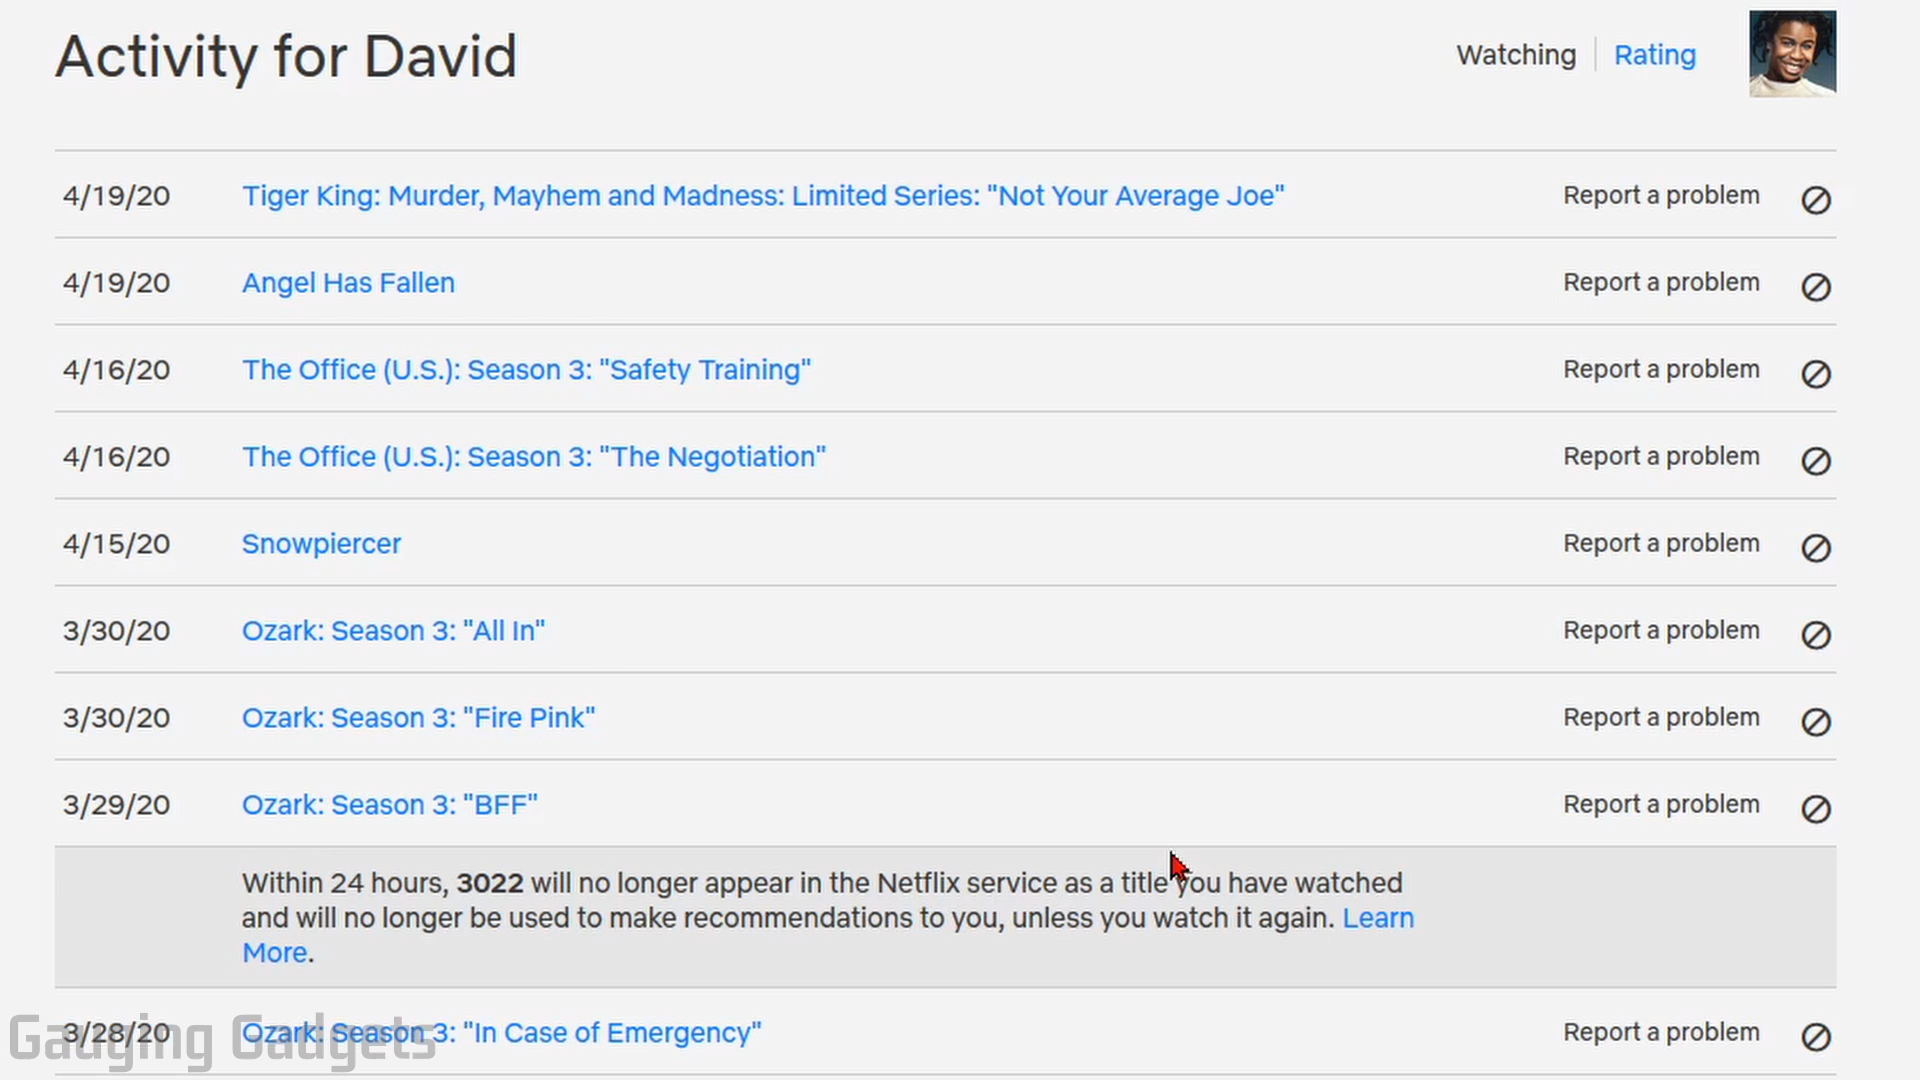 Activity for David
Watching Rating
4/19/20 Tiger King: Murder, Mayhem and Madness: Limited Series: "Not Your Average Joe" Report a problem
4/19/20 Angel Has Fallen Report a problem
4/16/20 The Office (U.S.): Season 3: "Safety Training" Report a problem
4/16/20 The Office (U.S.): Season 3: "The Negotiation" Report a problem
4/15/20 Snowpiercer Report a problem
3/30/20 Ozark: Season 3: "All In" Report a problem
3/30/20 Ozark: Season 3: "Fire Pink" Report a problem
3/29/20 Ozark: Season 3: "BFF" Report a problem
Within 24 hours, 3022 will no longer appear in the Netflix service as a title you have watched
and will no longer be used to make recommendations to you, unless you watch it again. Learn
More.
3/28/20 Ozark: Season 3: "In Case of Emergency" Report a problem
Gauging Gadgets